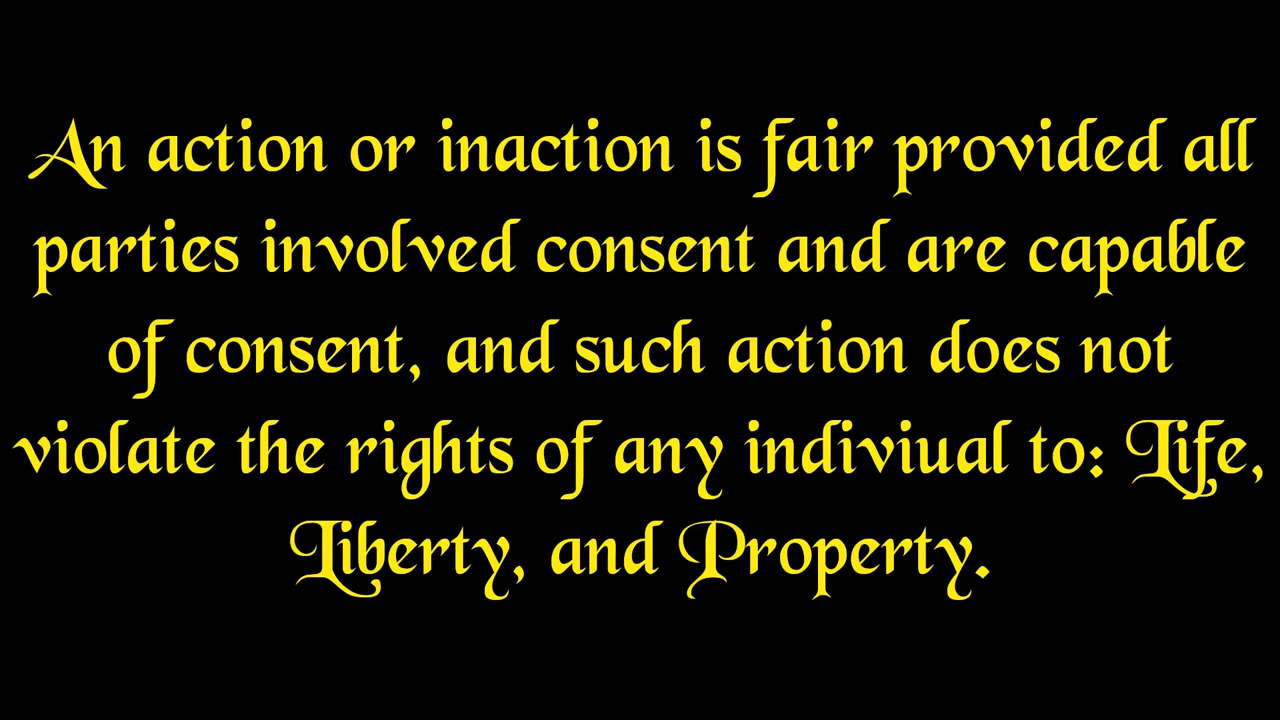 An action or inaction is fair provided all
parties involved consent and are capable
of consent, and such action does not
violate the rights of any indiviual to: Life,
Liberty, and Property.